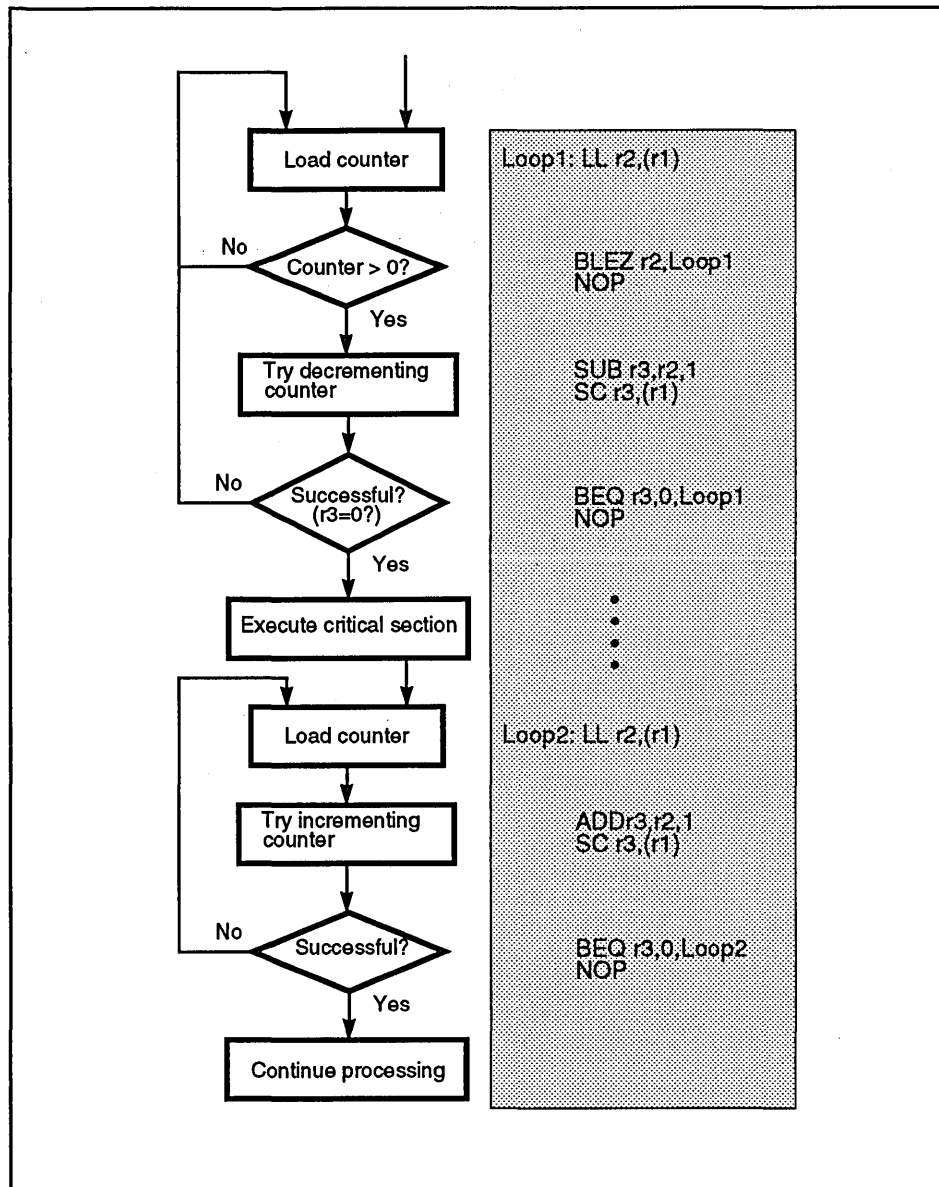 Load counter
Loop1: LL r2,(r1)
No
Counter > 0?
BLEZ r2,Loop1
NOP
Yes
Try decrementing
counter
SUB r3,r2,1
SC r3,(r1)
No
Successful?
(r3=0?)
BEQ r3,0,Loop1
NOP
Yes
Execute critical section
Load counter
Loop2: LL r2,(r1)
Try incrementing
counter
ADDr3,r2,1
SC r3,(r1)
No
Successful?
BEQ r3,0,Loop2
NOP
Yes
Continue processing